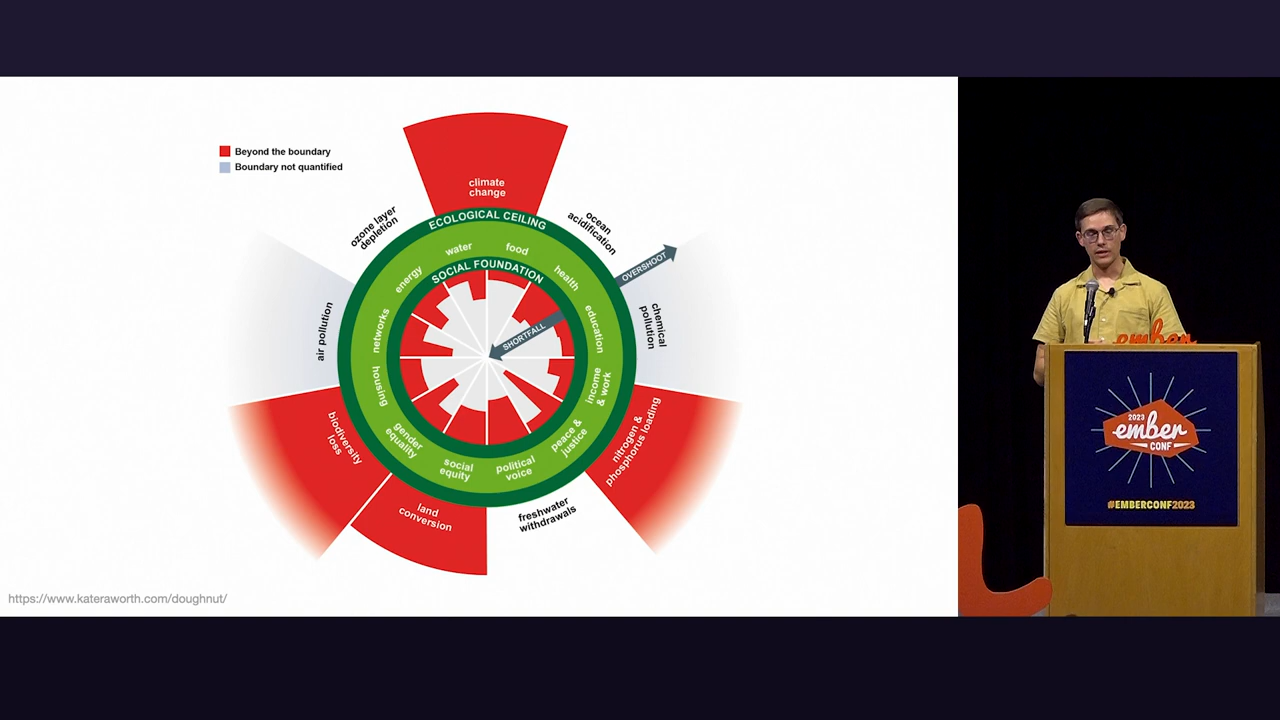 Beyond the boundary
Boundary not quantified
climate
change
ozone layer
depletion
ocean
acidification
ECOLOGICAL CEILING
OVERSHOOT
water
food
energy
health
SOCIAL FOUNDATION
air pollution
networks
education
chemical
pollution
SHORTFALL
housing
income
& work
biodiversity
loss
gender
equality
peace &
justice
nitrogen &
phosphorus loading
social
equity
political
voice
land
conversion
freshwater
withdrawals
https://www.kateraworth.com/doughnut/
ember
2023
ember
CONF
#EMBERCONF2023